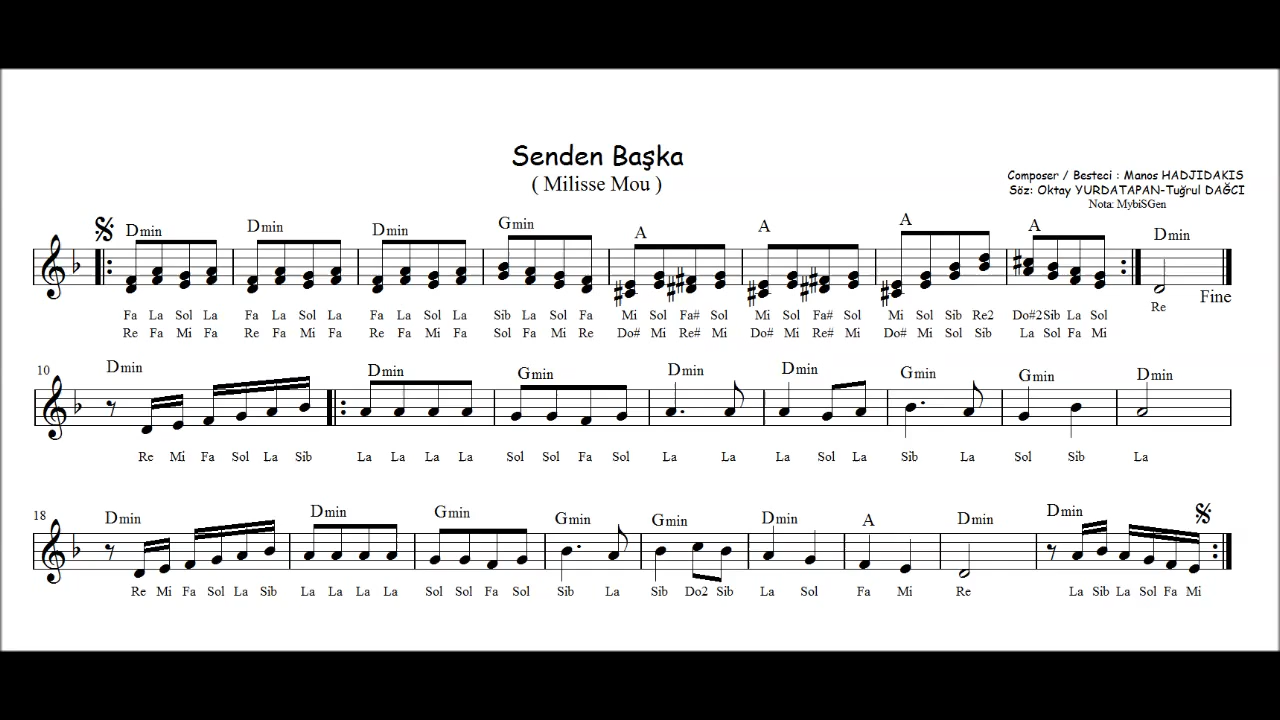 Senden Başka
( Milisse Mou )
Composer / Besteci : Manos HADJIDAKIS
Söz: Oktay YURDATAPAN-Tuğrul DAĞCI
Nota: MybiSGen
Dmin Dmin Dmin Gmin A A A A Dmin
Fine
Fa La Sol La Fa La Sol La Fa La Sol La Sib La Sol Fa Mi Sol Fa# Sol Mi Sol Fa# Sol Mi Sol Sib Re2 Do#2 Sib La Sol Re
Re Fa Mi Fa Re Fa Mi Fa Re Fa Mi Fa Sol Fa Mi Re Do# Mi Re# Mi Do# Mi Re# Mi Do# Mi Sol Sib La Sol Fa Mi
10 Dmin Dmin Gmin Dmin Dmin Gmin Gmin Dmin
Re Mi Fa Sol La Sib La La La La Sol Sol Fa Sol La La La Sol La Sib La Sol Sib La
18 Dmin Dmin Gmin Gmin Gmin Dmin A Dmin Dmin
Re Mi Fa Sol La Sib La La La La Sol Sol Fa Sol Sib La Sib Do2 Sib La Sol Fa Mi Re La Sib La Sol Fa Mi